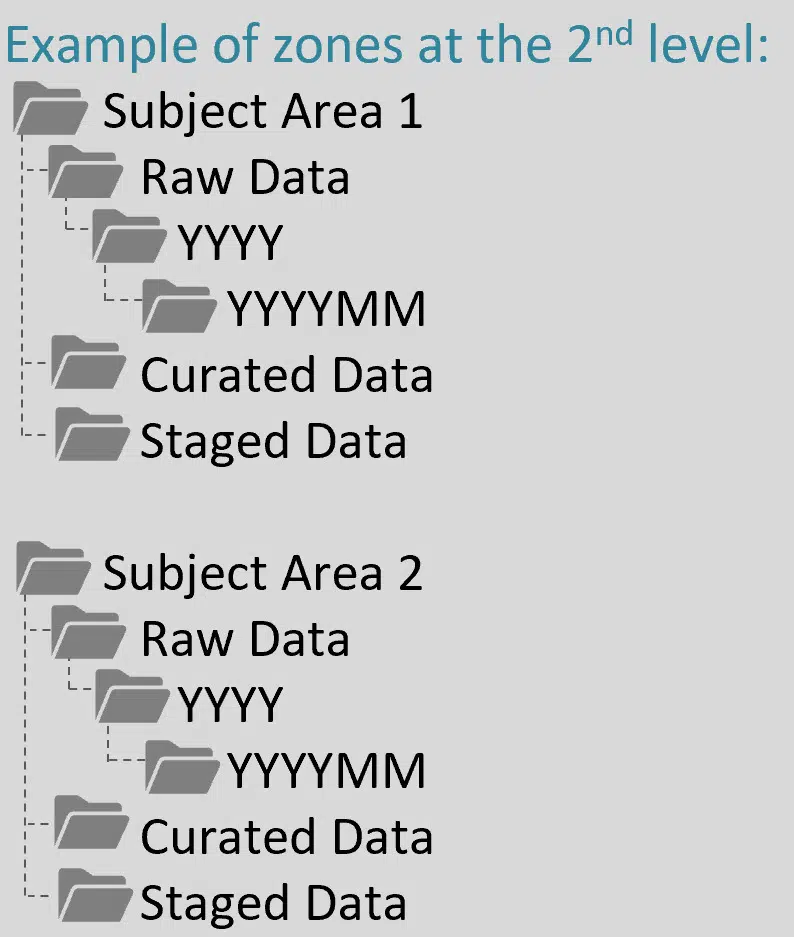 Example of zones at the 2nd level:
Subject Area 1
Raw Data
YYYY
YYYYMM
Curated Data
Staged Data
Subject Area 2
Raw Data
YYYY
YYYYMM
Curated Data
Staged Data